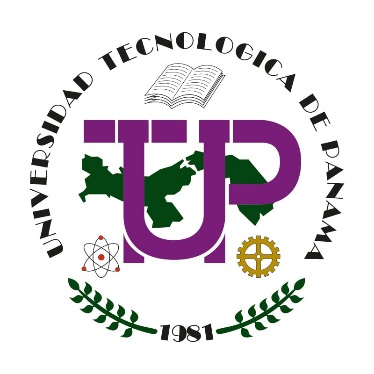 UNIVERSIDAD TECNOLOGICA DE PANAMA
UTP
1981